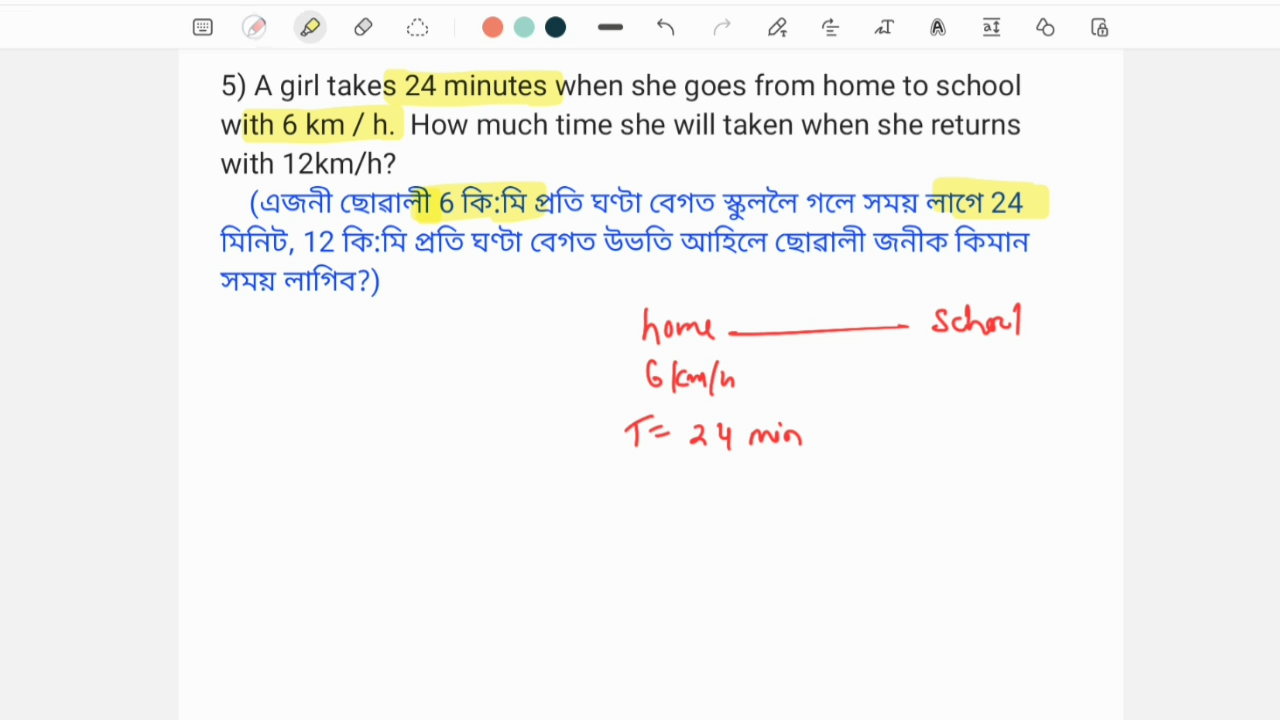 5) A girl takes 24 minutes when she goes from home to school
with 6 km / h. How much time she will taken when she returns
with 12km/h?
(এজনী ছোৱালী 6 কি:মি প্ৰতি ঘণ্টা বেগত স্কুললৈ গলে সময় লাগে 24
মিনিট, 12 কি:মি প্ৰতি ঘণ্টা বেগত উভতি আহিলে ছোৱালী জনীক কিমান
সময় লাগিব?)
home school
6 km/h
T= 24 min